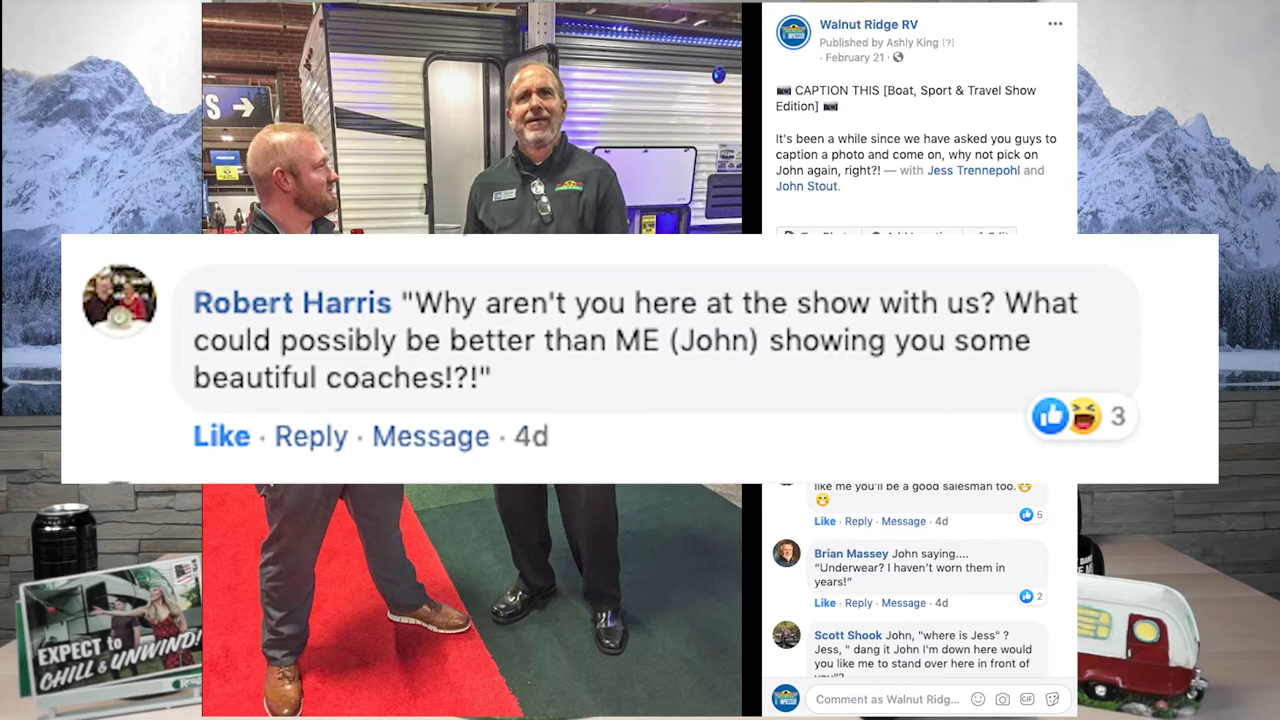 S →
Walnut Ridge RV
Published by Ashly King [?]
· February 21 ·
CAPTION THIS [Boat, Sport & Travel Show
Edition]
It's been a while since we have asked you guys to
caption a photo and come on, why not pick on
John again, right?! — with Jess Trennepohl and
John Stout.
Robert Harris "Why aren't you here at the show with us? What
could possibly be better than ME (John) showing you some
beautiful coaches!?!"
Like · Reply · Message · 4d
3
like me you'll be a good salesman too.
Like · Reply · Message · 4d
5
Brian Massey John saying....
"Underwear? I haven't worn them in
years!"
Like · Reply · Message · 4d
2
Scott Shook John, "where is Jess" ?
Jess, " dang it John I'm down here would
you like me to stand over here in front of
you"?
Comment as Walnut Ridg...
GIF
EXPECT to
CHILL & UNWIND!